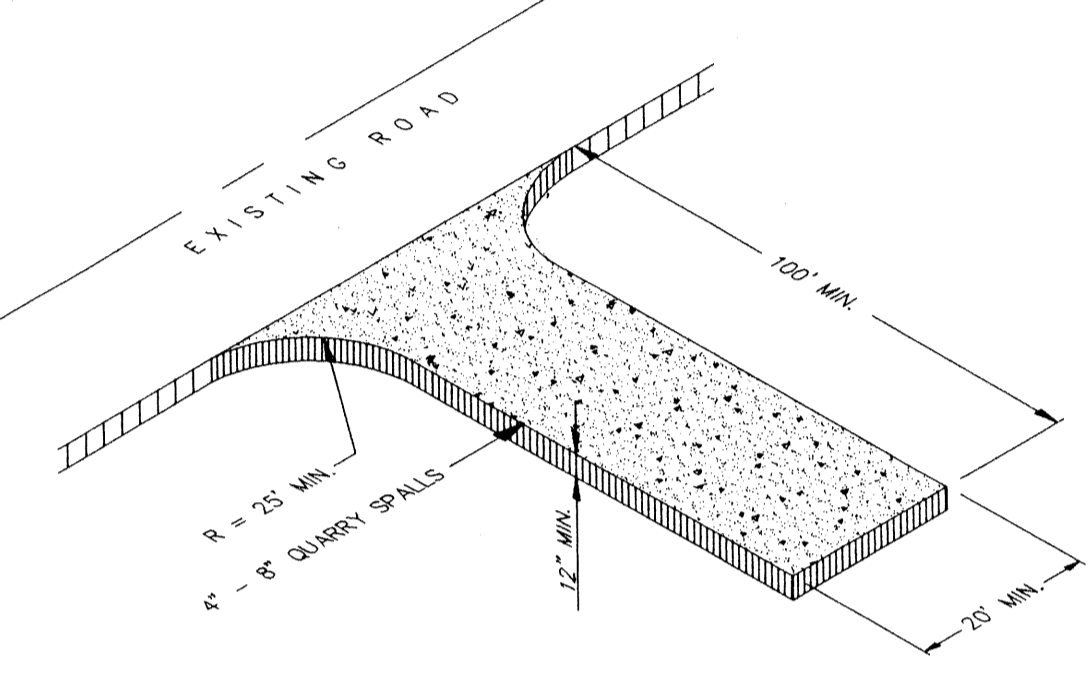 EXISTING ROAD
100' MIN.
R = 25' MIN.
4" - 8" QUARRY SPALLS
12" MIN.
20' MIN.